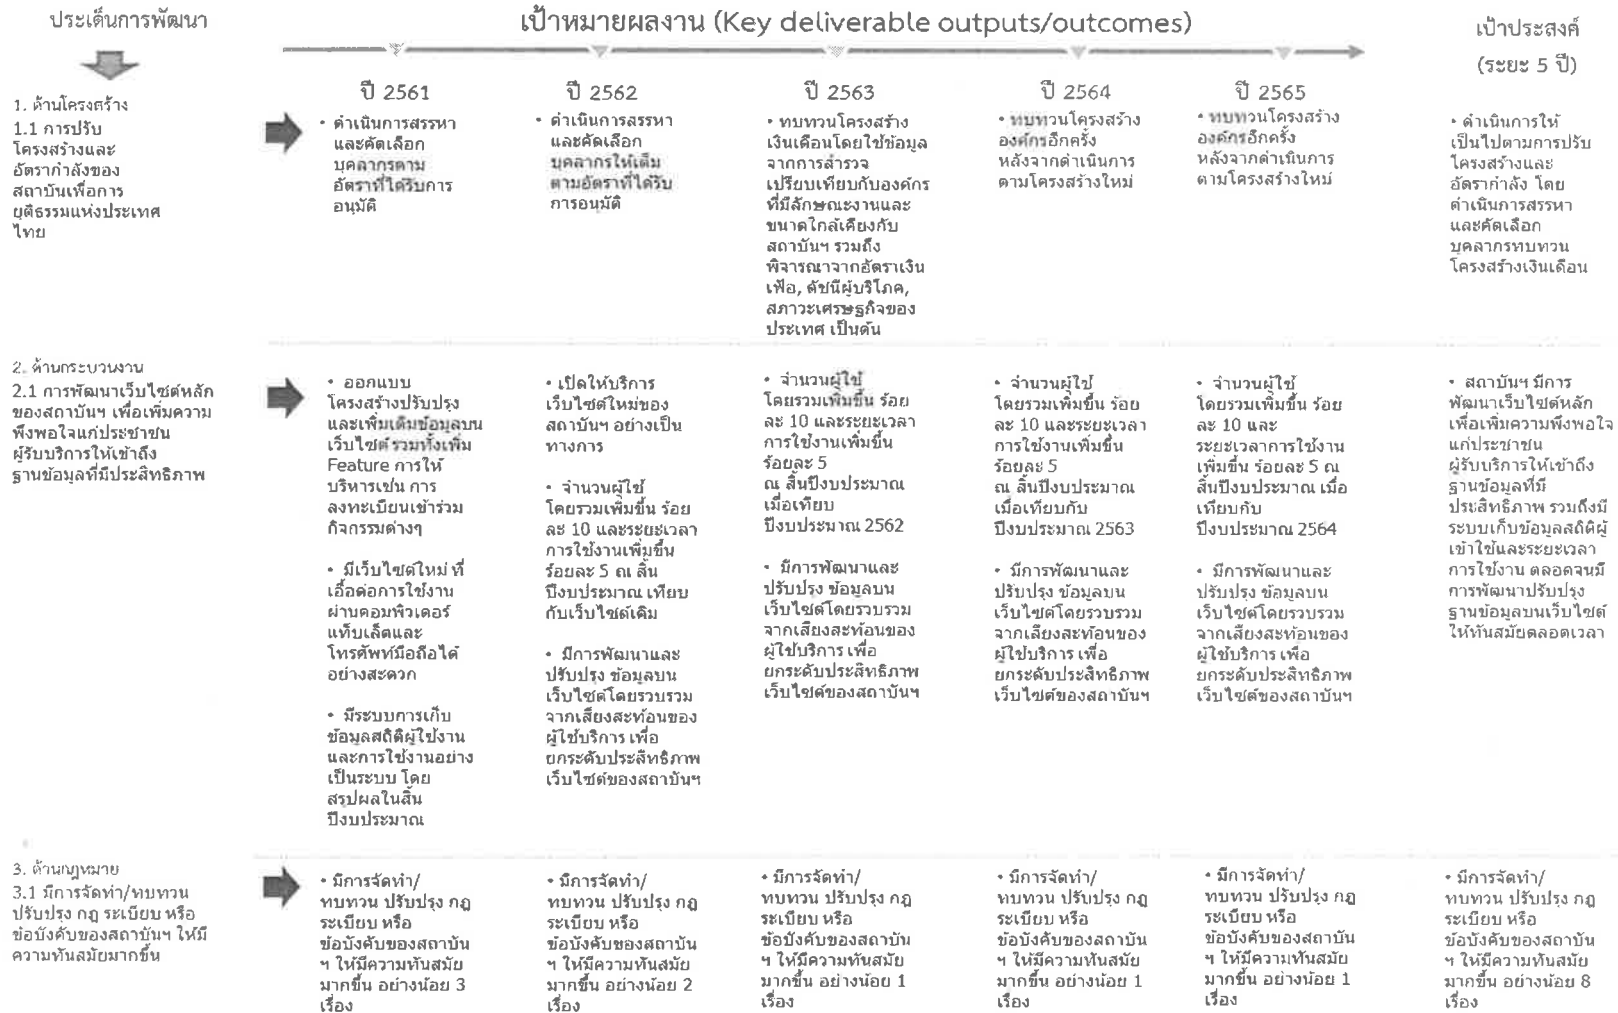 ประเด็นการพัฒนา
เป้าหมายผลงาน (Key deliverable outputs/outcomes)
เป้าประสงค์
(ระยะ 5 ปี)
ปี 2561
ปี 2562
ปี 2563
ปี 2564
ปี 2565
1. ด้านโครงสร้าง
1.1 การปรับ
โครงสร้างและ
อัตรากำลังของ
สถาบันเพื่อการ
ยุติธรรมแห่งประเทศ
ไทย
• ดำเนินการสรรหา
และคัดเลือก
บุคลากรตาม
อัตราที่ได้รับการ
อนุมัติ
• ดำเนินการสรรหา
และคัดเลือก
บุคลากรให้เต็ม
ตามอัตราที่ได้รับ
การอนุมัติ
• ทบทวนโครงสร้าง
เงินเดือนโดยใช้ข้อมูล
จากการสำรวจ
เปรียบเทียบกับองค์กร
ที่มีลักษณะงานและ
ขนาดใกล้เคียงกับ
สถาบันฯ รวมถึง
พิจารณาจากอัตราเงิน
เฟ้อ, ดัชนีผู้บริโภค,
สภาวะเศรษฐกิจของ
ประเทศ เป็นต้น
• ทบทวนโครงสร้าง
องค์กรอีกครั้ง
หลังจากดำเนินการ
ตามโครงสร้างใหม่
• ทบทวนโครงสร้าง
องค์กรอีกครั้ง
หลังจากดำเนินการ
ตามโครงสร้างใหม่
• ดำเนินการให้
เป็นไปตามการปรับ
โครงสร้างและ
อัตรากำลัง โดย
ดำเนินการสรรหา
และคัดเลือก
บุคลากรทบทวน
โครงสร้างเงินเดือน
2. ด้านกระบวนงาน
2.1 การพัฒนาเว็บไซต์หลัก
ของสถาบันฯ เพื่อเพิ่มความ
พึงพอใจแก่ประชาชน
ผู้รับบริการให้เข้าถึง
ฐานข้อมูลที่มีประสิทธิภาพ
• ออกแบบ
โครงสร้างปรับปรุง
และเพิ่มเติมข้อมูลบน
เว็บไซต์ รวมทั้งเพิ่ม
Feature การให้
บริหารเช่น การ
ลงทะเบียนเข้าร่วม
กิจกรรมต่างๆ
• มีเว็บไซต์ใหม่ ที่
เอื้อต่อการใช้งาน
ผ่านคอมพิวเตอร์
แท็บเล็ตและ
โทรศัพท์มือถือได้
อย่างสะดวก
• มีระบบการเก็บ
ข้อมูลสถิติผู้ใช้งาน
และการใช้งานอย่าง
เป็นระบบ โดย
สรุปผลในสิ้น
ปีงบประมาณ
• เปิดให้บริการ
เว็บไซต์ใหม่ของ
สถาบันฯ อย่างเป็น
ทางการ
• จำนวนผู้ใช้
โดยรวมเพิ่มขึ้น ร้อย
ละ 10 และระยะเวลา
การใช้งานเพิ่มขึ้น
ร้อยละ 5 ณ สิ้น
ปีงบประมาณ เทียบ
กับเว็บไซต์เดิม
• มีการพัฒนาและ
ปรับปรุง ข้อมูลบน
เว็บไซต์โดยรวบรวม
จากเสียงสะท้อนของ
ผู้ใช้บริการ เพื่อ
ยกระดับประสิทธิภาพ
เว็บไซต์ของสถาบันฯ
• จำนวนผู้ใช้
โดยรวมเพิ่มขึ้น ร้อย
ละ 10 และระยะเวลา
การใช้งานเพิ่มขึ้น
ร้อยละ 5
ณ สิ้นปีงบประมาณ
เมื่อเทียบ
ปีงบประมาณ 2562
• มีการพัฒนาและ
ปรับปรุง ข้อมูลบน
เว็บไซต์โดยรวบรวม
จากเสียงสะท้อนของ
ผู้ใช้บริการ เพื่อ
ยกระดับประสิทธิภาพ
เว็บไซต์ของสถาบันฯ
• จำนวนผู้ใช้
โดยรวมเพิ่มขึ้น ร้อย
ละ 10 และระยะเวลา
การใช้งานเพิ่มขึ้น
ร้อยละ 5
ณ สิ้นปีงบประมาณ
เมื่อเทียบกับ
ปีงบประมาณ 2563
• มีการพัฒนาและ
ปรับปรุง ข้อมูลบน
เว็บไซต์โดยรวบรวม
จากเสียงสะท้อนของ
ผู้ใช้บริการ เพื่อ
ยกระดับประสิทธิภาพ
เว็บไซต์ของสถาบันฯ
• จำนวนผู้ใช้
โดยรวมเพิ่มขึ้น ร้อย
ละ 10 และ
ระยะเวลาการใช้งาน
เพิ่มขึ้น ร้อยละ 5 ณ
สิ้นปีงบประมาณ เมื่อ
เทียบกับ
ปีงบประมาณ 2564
• มีการพัฒนาและ
ปรับปรุง ข้อมูลบน
เว็บไซต์โดยรวบรวม
จากเสียงสะท้อนของ
ผู้ใช้บริการ เพื่อ
ยกระดับประสิทธิภาพ
เว็บไซต์ของสถาบันฯ
• สถาบันฯ มีการ
พัฒนาเว็บไซต์หลัก
เพื่อเพิ่มความพึงพอใจ
แก่ประชาชน
ผู้รับบริการให้เข้าถึง
ฐานข้อมูลที่มี
ประสิทธิภาพ รวมถึงมี
ระบบเก็บข้อมูลสถิติผู้
เข้าใช้และระยะเวลา
การใช้งาน ตลอดจนมี
การพัฒนาปรับปรุง
ฐานข้อมูลบนเว็บไซต์
ให้ทันสมัยตลอดเวลา
3. ด้านกฎหมาย
3.1 มีการจัดทำ/ทบทวน
ปรับปรุง กฎ ระเบียบ หรือ
ข้อบังคับของสถาบันฯ ให้มี
ความทันสมัยมากขึ้น
• มีการจัดทำ/
ทบทวน ปรับปรุง กฎ
ระเบียบ หรือ
ข้อบังคับของสถาบัน
ฯ ให้มีความทันสมัย
มากขึ้น อย่างน้อย 3
เรื่อง
• มีการจัดทำ/
ทบทวน ปรับปรุง กฎ
ระเบียบ หรือ
ข้อบังคับของสถาบัน
ฯ ให้มีความทันสมัย
มากขึ้น อย่างน้อย 2
เรื่อง
• มีการจัดทำ/
ทบทวน ปรับปรุง กฎ
ระเบียบ หรือ
ข้อบังคับของสถาบัน
ฯ ให้มีความทันสมัย
มากขึ้น อย่างน้อย 1
เรื่อง
• มีการจัดทำ/
ทบทวน ปรับปรุง กฎ
ระเบียบ หรือ
ข้อบังคับของสถาบัน
ฯ ให้มีความทันสมัย
มากขึ้น อย่างน้อย 1
เรื่อง
• มีการจัดทำ/
ทบทวน ปรับปรุง กฎ
ระเบียบ หรือ
ข้อบังคับของสถาบัน
ฯ ให้มีความทันสมัย
มากขึ้น อย่างน้อย 1
เรื่อง
• มีการจัดทำ/
ทบทวน ปรับปรุง กฎ
ระเบียบ หรือ
ข้อบังคับของสถาบัน
ฯ ให้มีความทันสมัย
มากขึ้น อย่างน้อย 8
เรื่อง